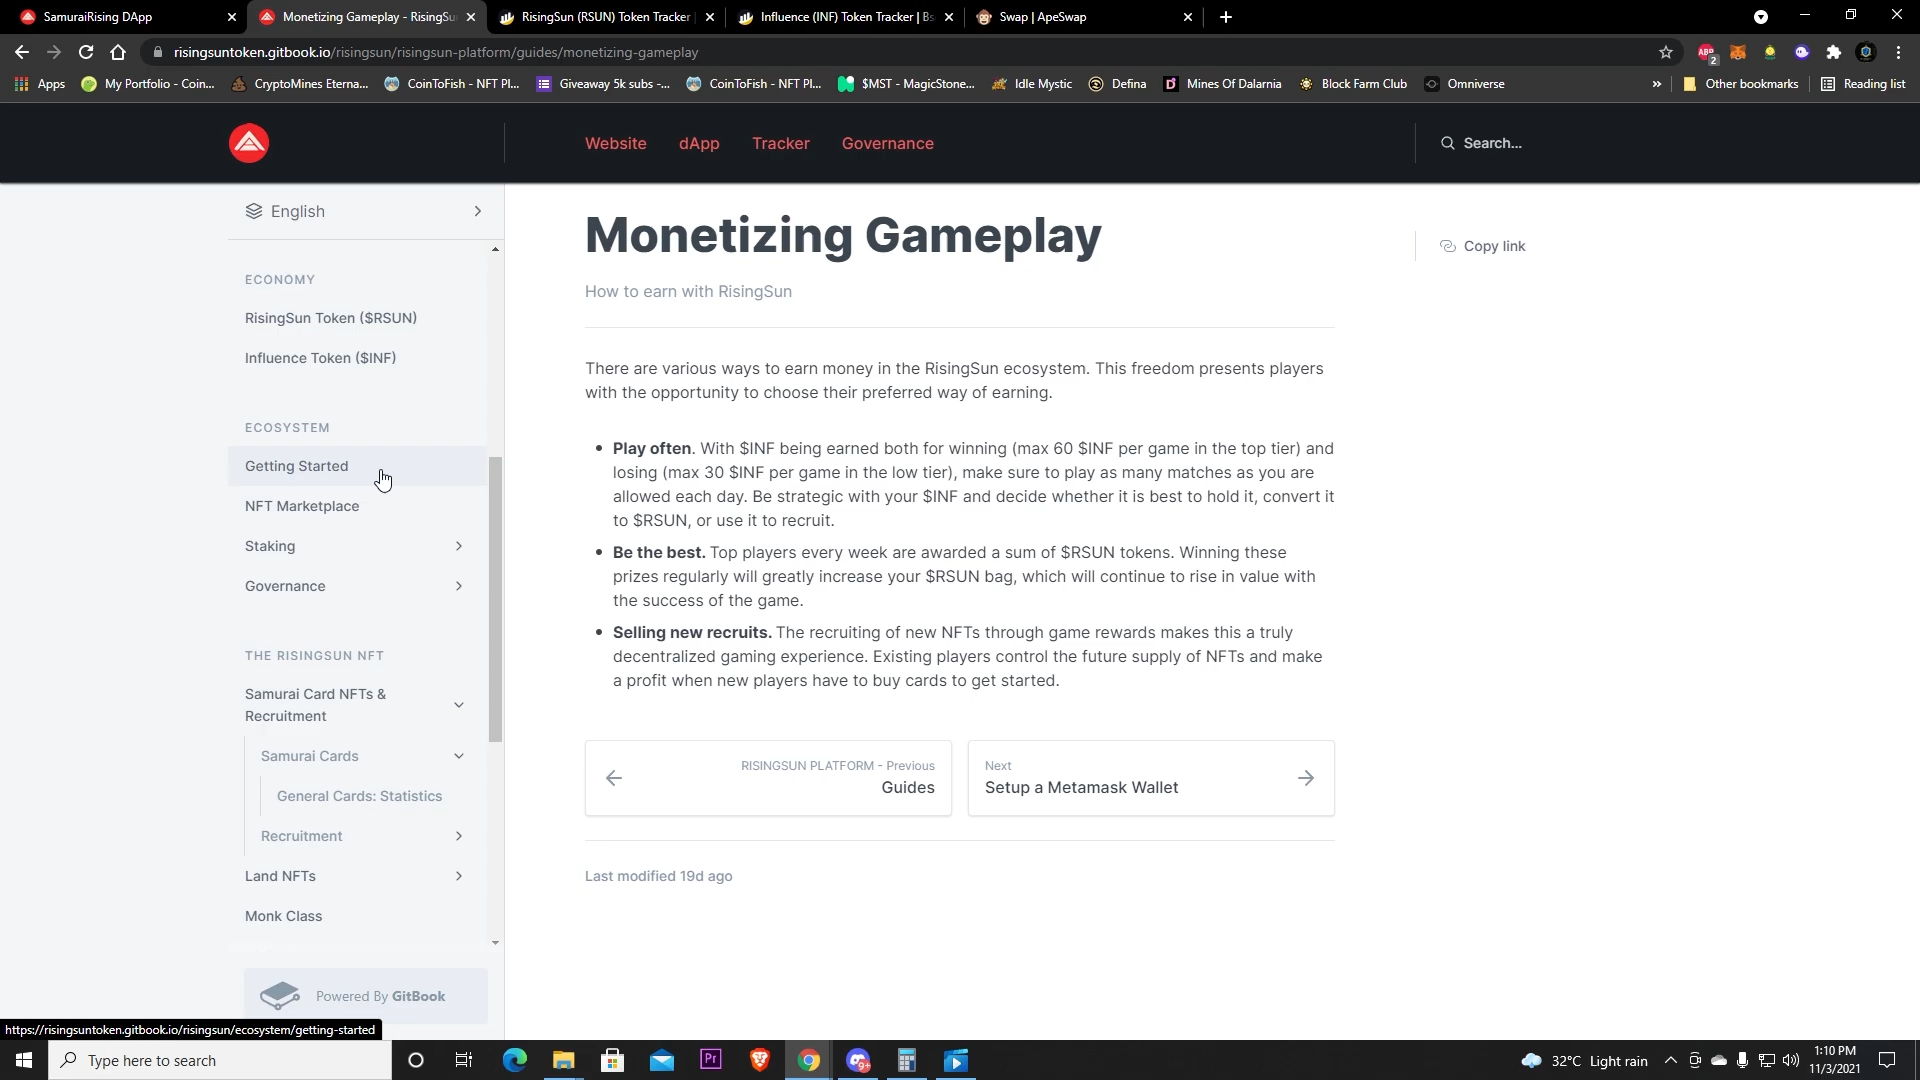 SamuraiRising DApp
Monetizing Gameplay - RisingSu
RisingSun (RSUN) Token Tracker
Influence (INF) Token Tracker | Bs
Swap | ApeSwap
risingsuntoken.gitbook.io/risingsun/risingsun-platform/guides/monetizing-gameplay
ABP
2
Apps
My Portfolio - Coin...
CryptoMines Eterna...
CoinToFish - NFT Pl...
Giveaway 5k subs -...
CoinToFish - NFT Pl...
$MST - MagicStone...
Idle Mystic
Defina
Mines Of Dalarnia
Block Farm Club
Omniverse
»
Other bookmarks
Reading list
Website
dApp
Tracker
Governance
Search...
English
ECONOMY
RisingSun Token ($RSUN)
Influence Token ($INF)
ECOSYSTEM
Getting Started
NFT Marketplace
Staking
Governance
THE RISINGSUN NFT
Samurai Card NFTs &
Recruitment
Samurai Cards
General Cards: Statistics
Recruitment
Land NFTs
Monk Class
Powered By GitBook
Monetizing Gameplay
Copy link
How to earn with RisingSun
There are various ways to earn money in the RisingSun ecosystem. This freedom presents players
with the opportunity to choose their preferred way of earning.
• Play often. With $INF being earned both for winning (max 60 $INF per game in the top tier) and
losing (max 30 $INF per game in the low tier), make sure to play as many matches as you are
allowed each day. Be strategic with your $INF and decide whether it is best to hold it, convert it
to $RSUN, or use it to recruit.
• Be the best. Top players every week are awarded a sum of $RSUN tokens. Winning these
prizes regularly will greatly increase your $RSUN bag, which will continue to rise in value with
the success of the game.
• Selling new recruits. The recruiting of new NFTs through game rewards makes this a truly
decentralized gaming experience. Existing players control the future supply of NFTs and make
a profit when new players have to buy cards to get started.
RISINGSUN PLATFORM - Previous
Guides
Next
Setup a Metamask Wallet
Last modified 19d ago
https://risingsuntoken.gitbook.io/risingsun/ecosystem/getting-started
Type here to search
Pr
9+
32°C Light rain
1:10 PM
11/3/2021